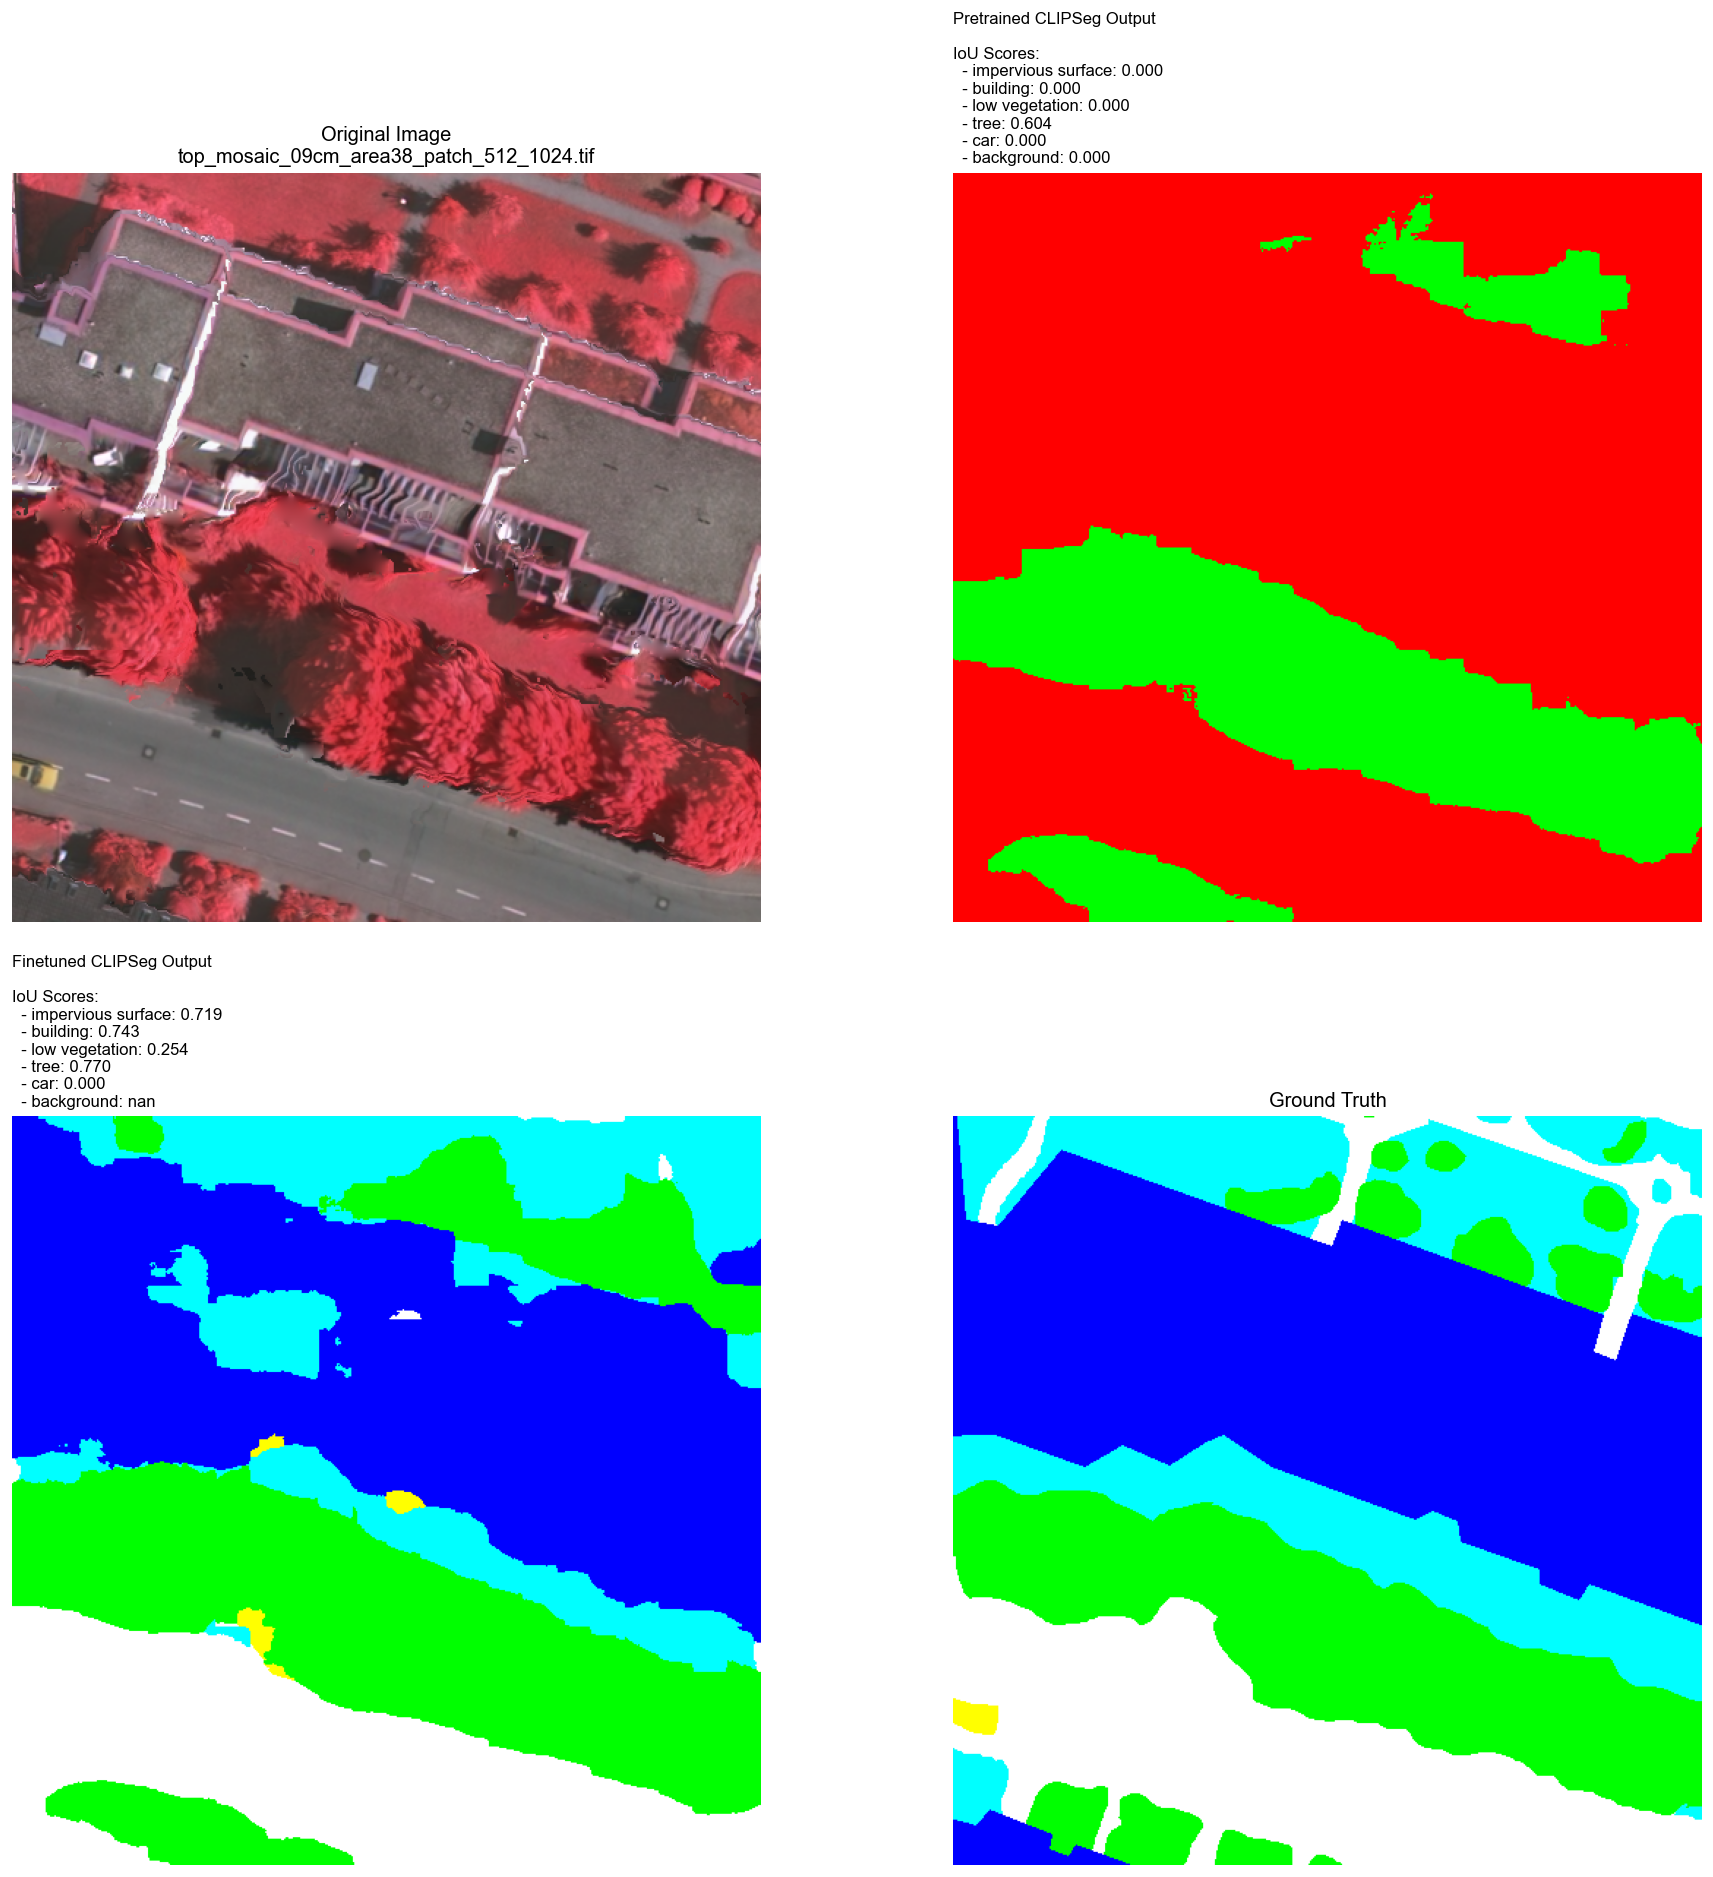 Original Image
top_mosaic_09cm_area38_patch_512_1024.tif
Pretrained CLIPSeg Output
IoU Scores:
- impervious surface: 0.000
- building: 0.000
- low vegetation: 0.000
- tree: 0.604
- car: 0.000
- background: 0.000
Finetuned CLIPSeg Output
IoU Scores:
- impervious surface: 0.719
- building: 0.743
- low vegetation: 0.254
- tree: 0.770
- car: 0.000
- background: nan
Ground Truth